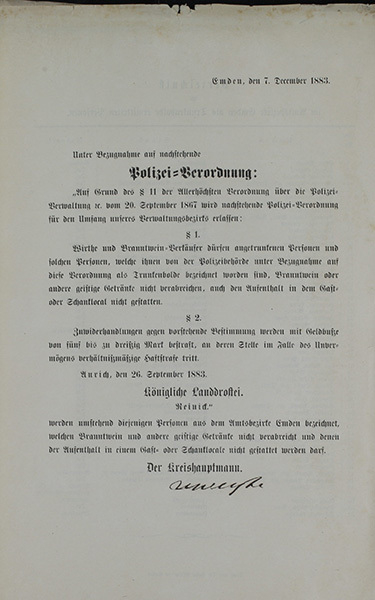 Emden, den 7. December 1883.
Unter Bezugnahme auf nachstehende
Polizei=Verordnung:
„Auf Grund des § 11 der Allerhöchsten Verordnung über die Polizei-
Verwaltung ꝛc. vom 20. September 1867 wird nachstehende Polizei-Verordnung
für den Umfang unseres Verwaltungsbezirks erlassen:
§ 1.
Wirthe und Branntwein-Verkäufer dürfen angetrunkenen Personen und
solchen Personen, welche ihnen von der Polizeibehörde unter Bezugnahme auf
diese Verordnung als Trunkenbolde bezeichnet worden sind, Branntwein oder
andere geistige Getränke nicht verabreichen, auch den Aufenthalt in dem Gast-
oder Schanklocal nicht gestatten.
§ 2.
Zuwiderhandlungen gegen vorstehende Bestimmung werden mit Geldbuße
von fünf bis zu dreißig Mark bestraft, an deren Stelle im Falle des Unver-
mögens verhältnißmäßige Haftstrafe tritt.
Aurich, den 26. September 1883.
Königliche Landdrostei.
Reinick."
werden umstehend diejenigen Personen aus dem Amtsbezirke Emden bezeichnet,
welchen Branntwein und andere geistige Getränke nicht verabreicht und denen
der Aufenthalt in einem Gast- oder Schanklocale nicht gestattet werden darf.
Der Kreishauptmann.